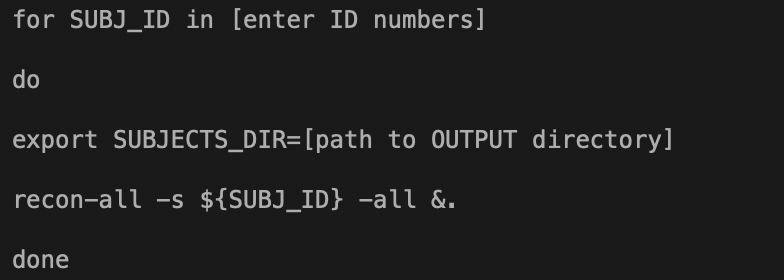 for SUBJ_ID in [enter ID numbers]
do
export SUBJECTS_DIR=[path to OUTPUT directory]
recon-all -s ${SUBJ_ID} -all &.
done